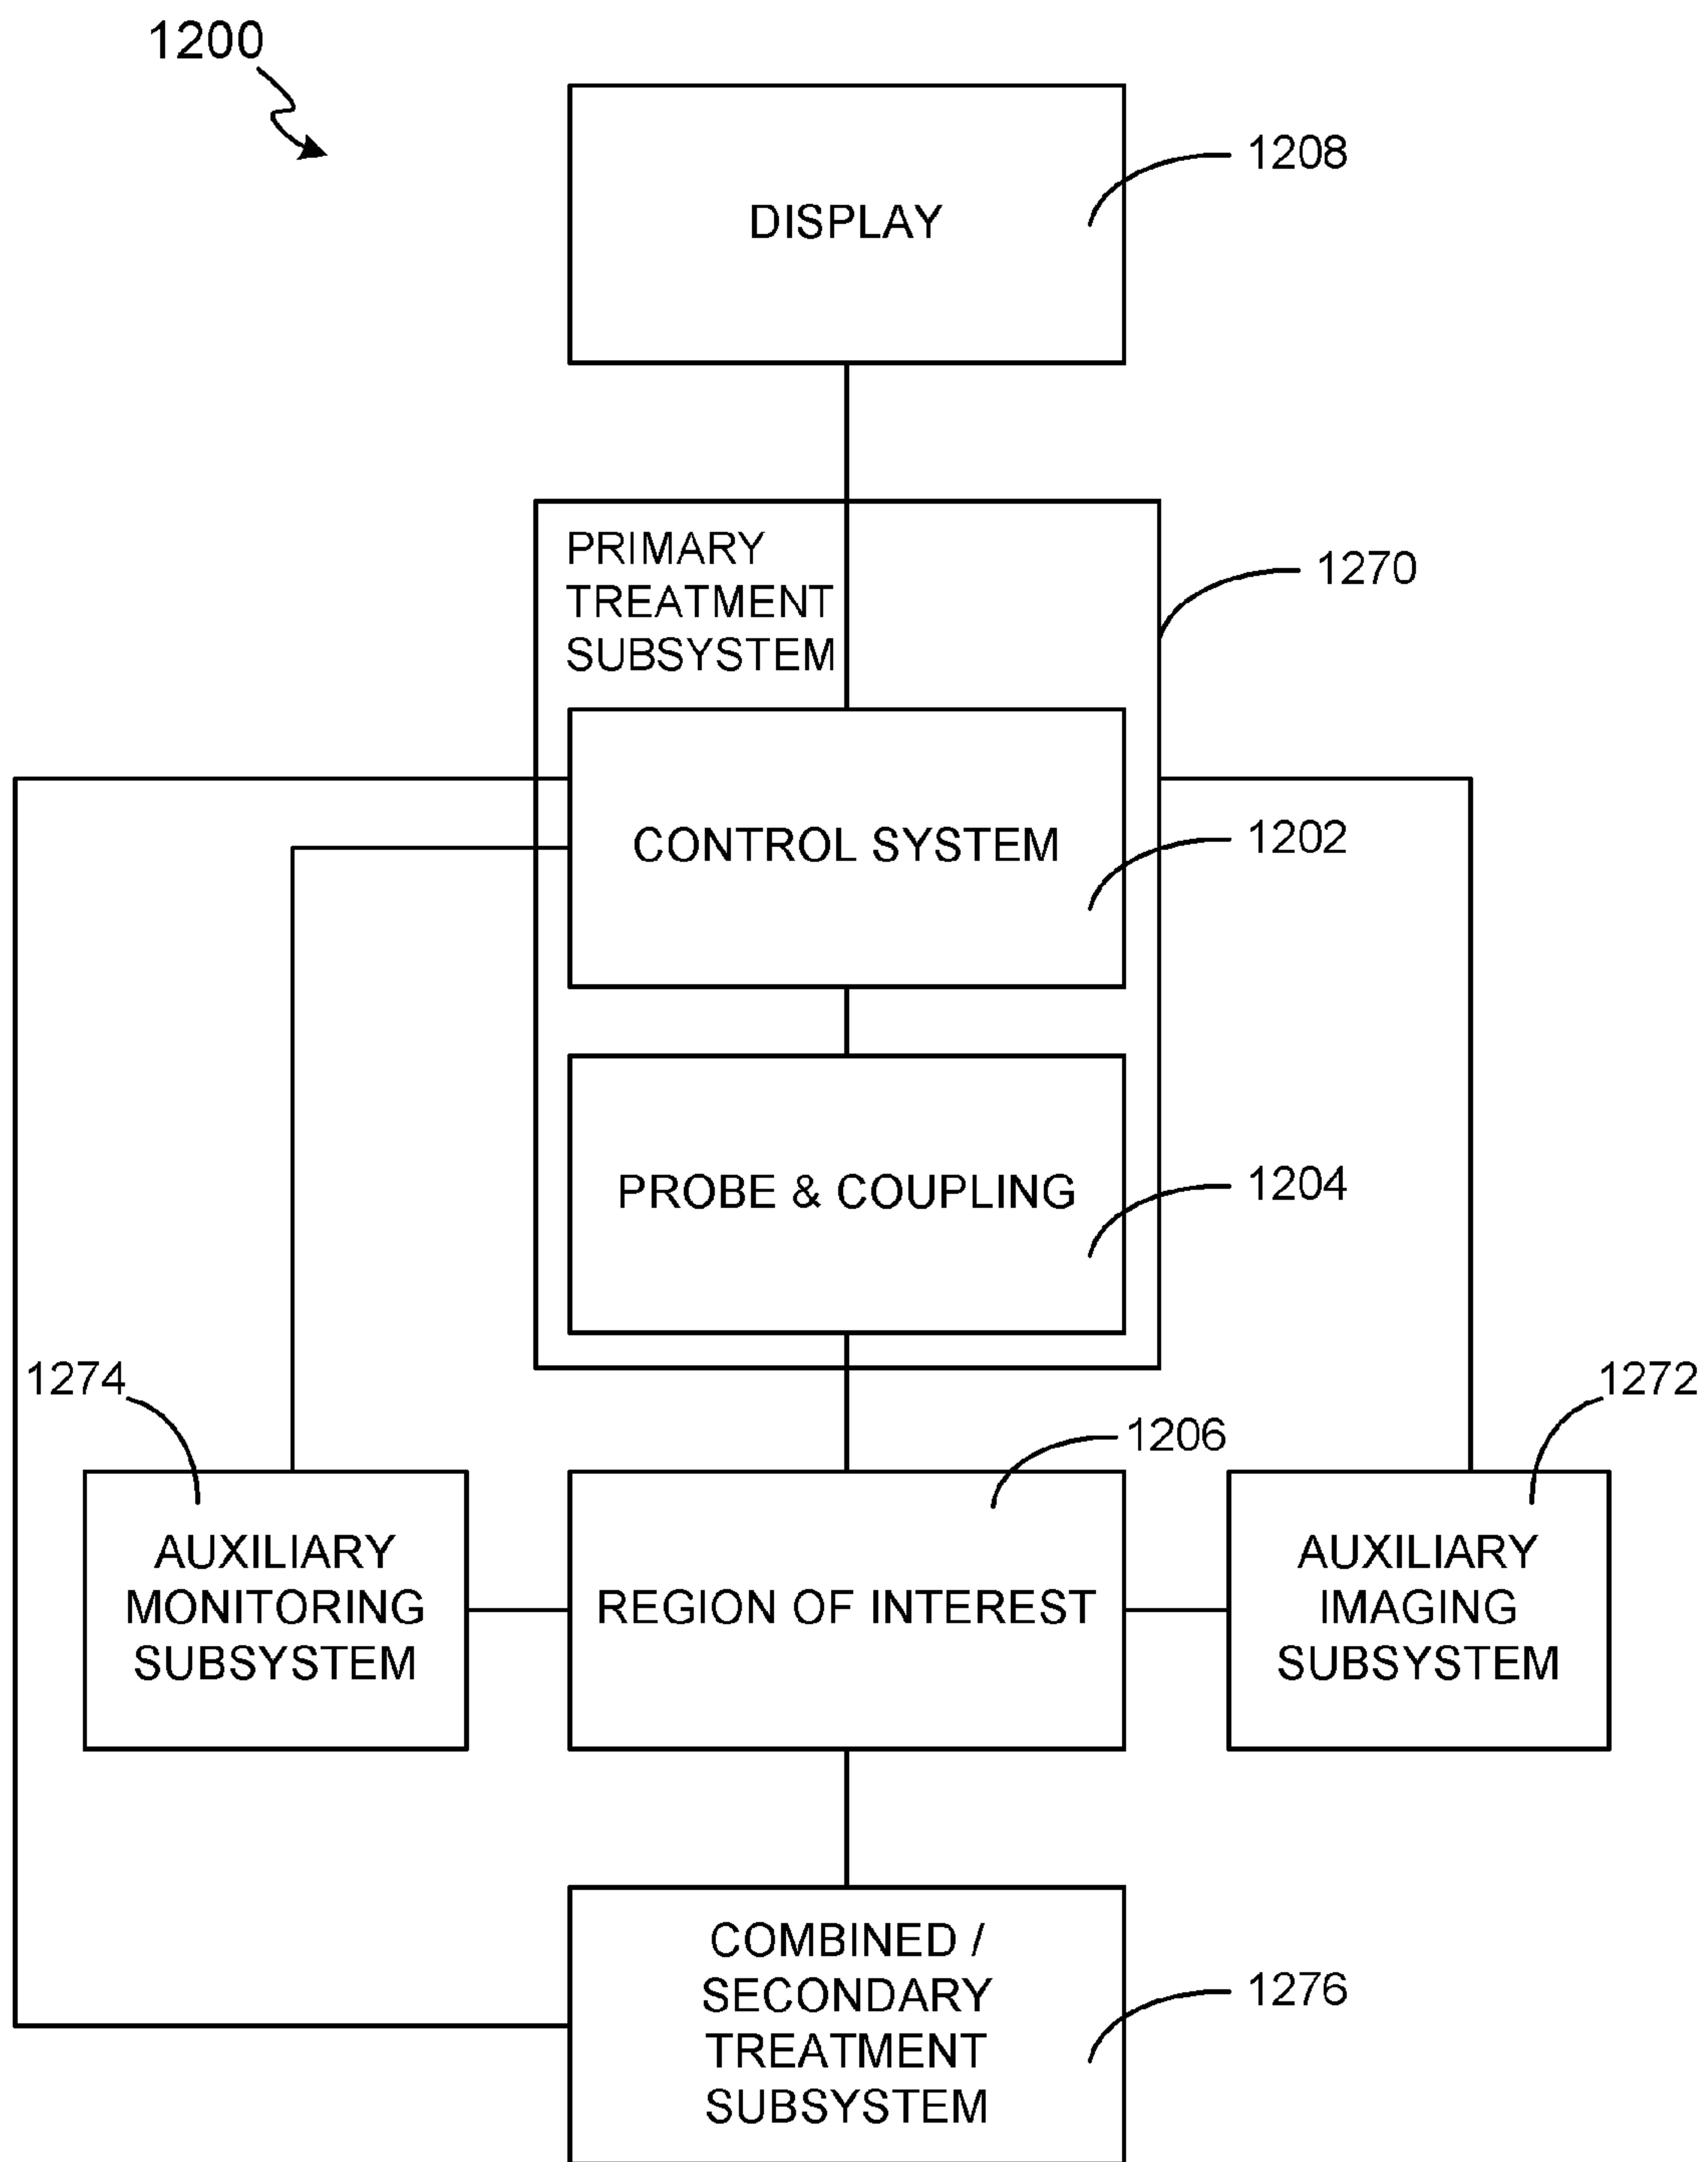 1200
DISPLAY
1208
PRIMARY
TREATMENT
SUBSYSTEM
1270
CONTROL SYSTEM
1202
PROBE & COUPLING
1204
1274
1272
1206
AUXILIARY
MONITORING
SUBSYSTEM
REGION OF INTEREST
AUXILIARY
IMAGING
SUBSYSTEM
COMBINED /
SECONDARY
TREATMENT
SUBSYSTEM
1276